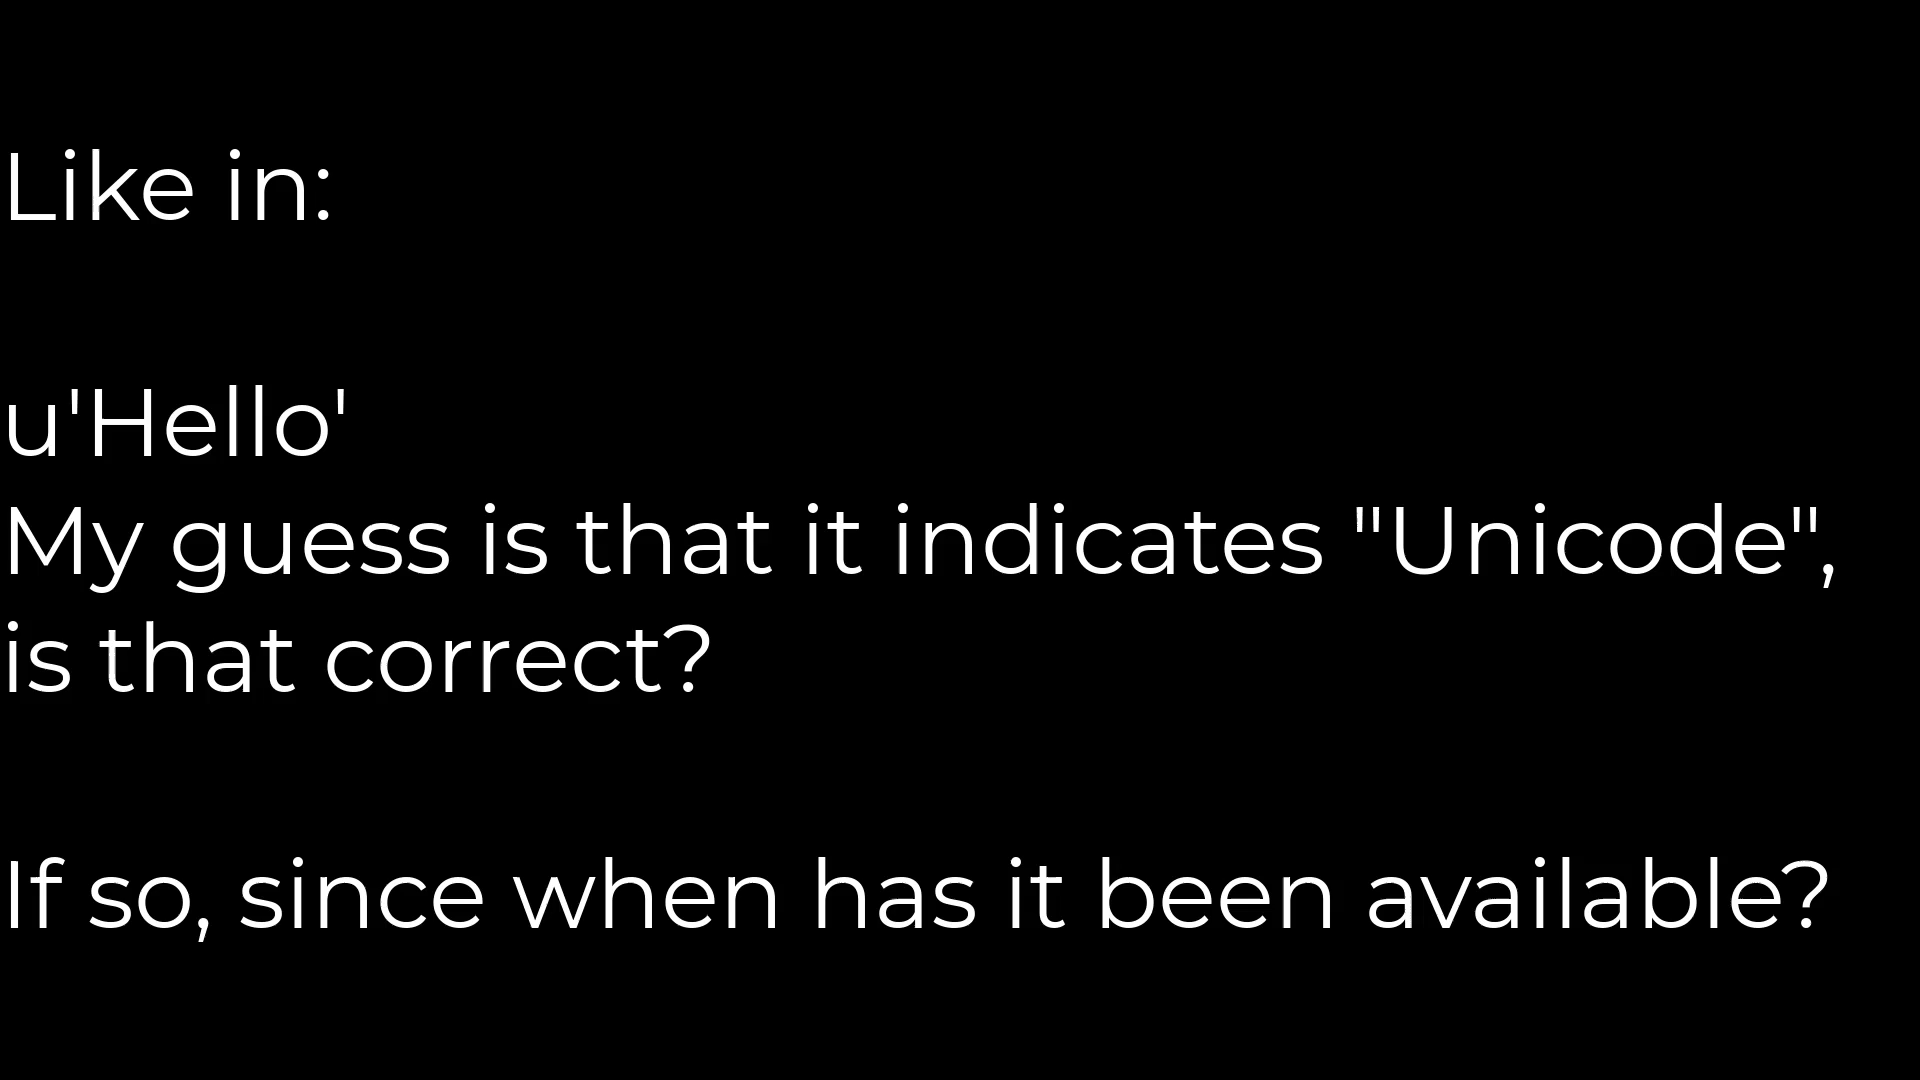 Like in:
u'Hello'
My guess is that it indicates "Unicode",
is that correct?
If so, since when has it been available?